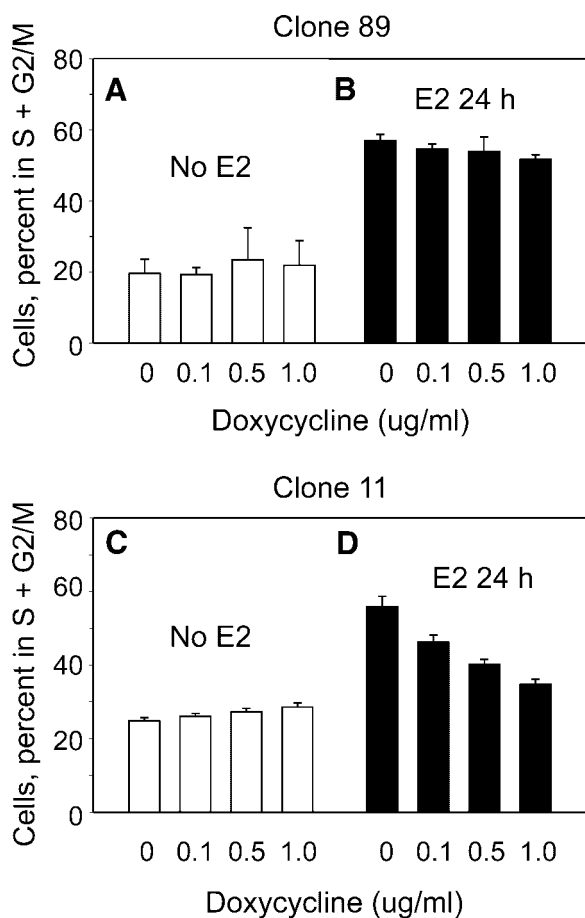 Clone 89
Cells, percent in S + G2/M
80
60
40
20
0
A
No E2
B
E2 24 h
0 0.1 0.5 1.0 0 0.1 0.5 1.0
Doxycycline (ug/ml)
Clone 11
Cells, percent in S + G2/M
80
60
40
20
0
C
No E2
D
E2 24 h
0 0.1 0.5 1.0 0 0.1 0.5 1.0
Doxycycline (ug/ml)